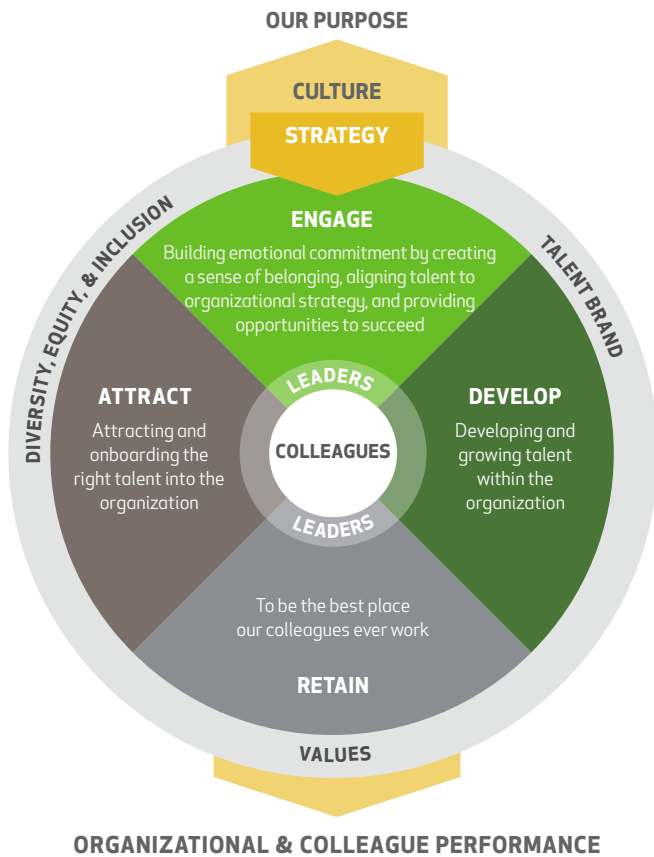 OUR PURPOSE
CULTURE
STRATEGY
DIVERSITY, EQUITY, & INCLUSION
TALENT BRAND
ENGAGE
Building emotional commitment by creating
a sense of belonging, aligning talent to
organizational strategy, and providing
opportunities to succeed
ATTRACT
Attracting and
onboarding the
right talent into the
organization
LEADERS
COLLEAGUES
LEADERS
DEVELOP
Developing and
growing talent
within the
organization
To be the best place
our colleagues ever work
RETAIN
VALUES
ORGANIZATIONAL & COLLEAGUE PERFORMANCE